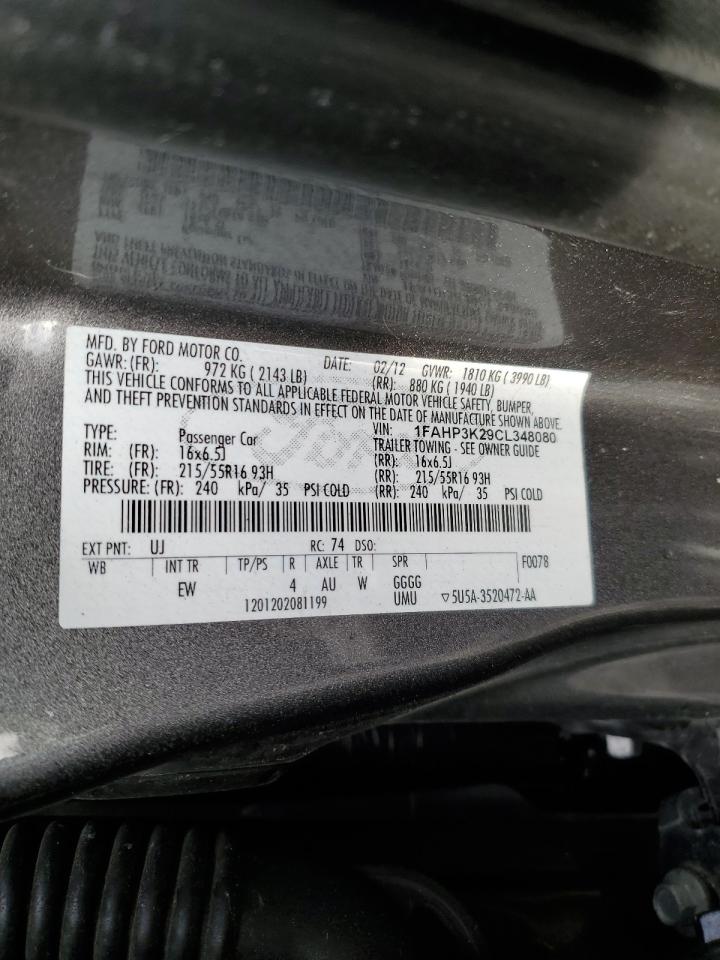 MFD. BY FORD MOTOR CO. DATE: 02/12 GVWR: 1810 KG ( 3990 LB)
GAWR: (FR): 972 KG ( 2143 LB) (RR): 880 KG ( 1940 LB)
THIS VEHICLE CONFORMS TO ALL APPLICABLE FEDERAL MOTOR VEHICLE SAFETY, BUMPER,
AND THEFT PREVENTION STANDARDS IN EFFECT ON THE DATE OF MANUFACTURE SHOWN ABOVE.
VIN: 1FAHP3K29CL348080
TYPE: Passenger Car TRAILER TOWING - SEE OWNER GUIDE
RIM: (FR): 16x6.5J (RR): 16x6.5J
TIRE: (FR): 215/55R16 93H (RR): 215/55R16 93H
PRESSURE: (FR): 240 kPa/ 35 PSI COLD (RR): 240 kPa/ 35 PSI COLD
EXT PNT: UJ RC: 74 DSO:
WB INT TR TP/PS R AXLE TR SPR F0078
EW 4 AU W GGGG
1201202081199 UMU ▽5U5A-3520472-AA